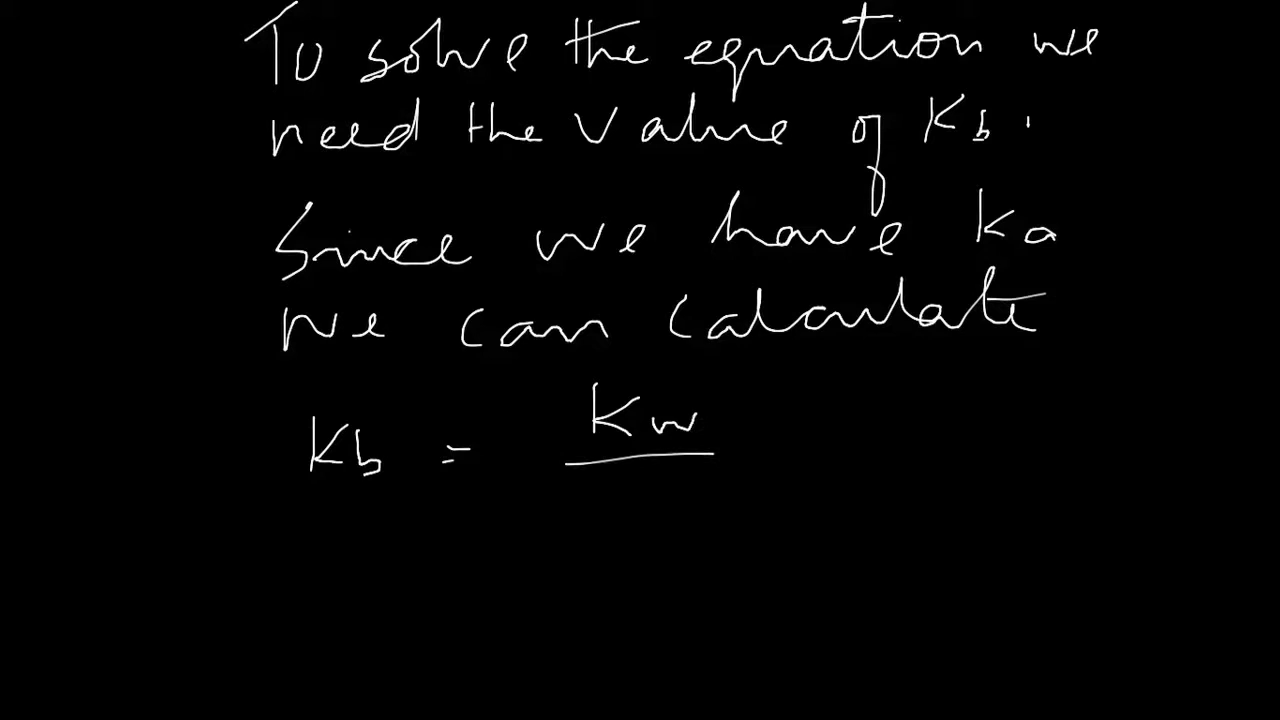 To solve the equation we
need the value of Kb.
Since we have ka
we can calculate
Kb = Kw